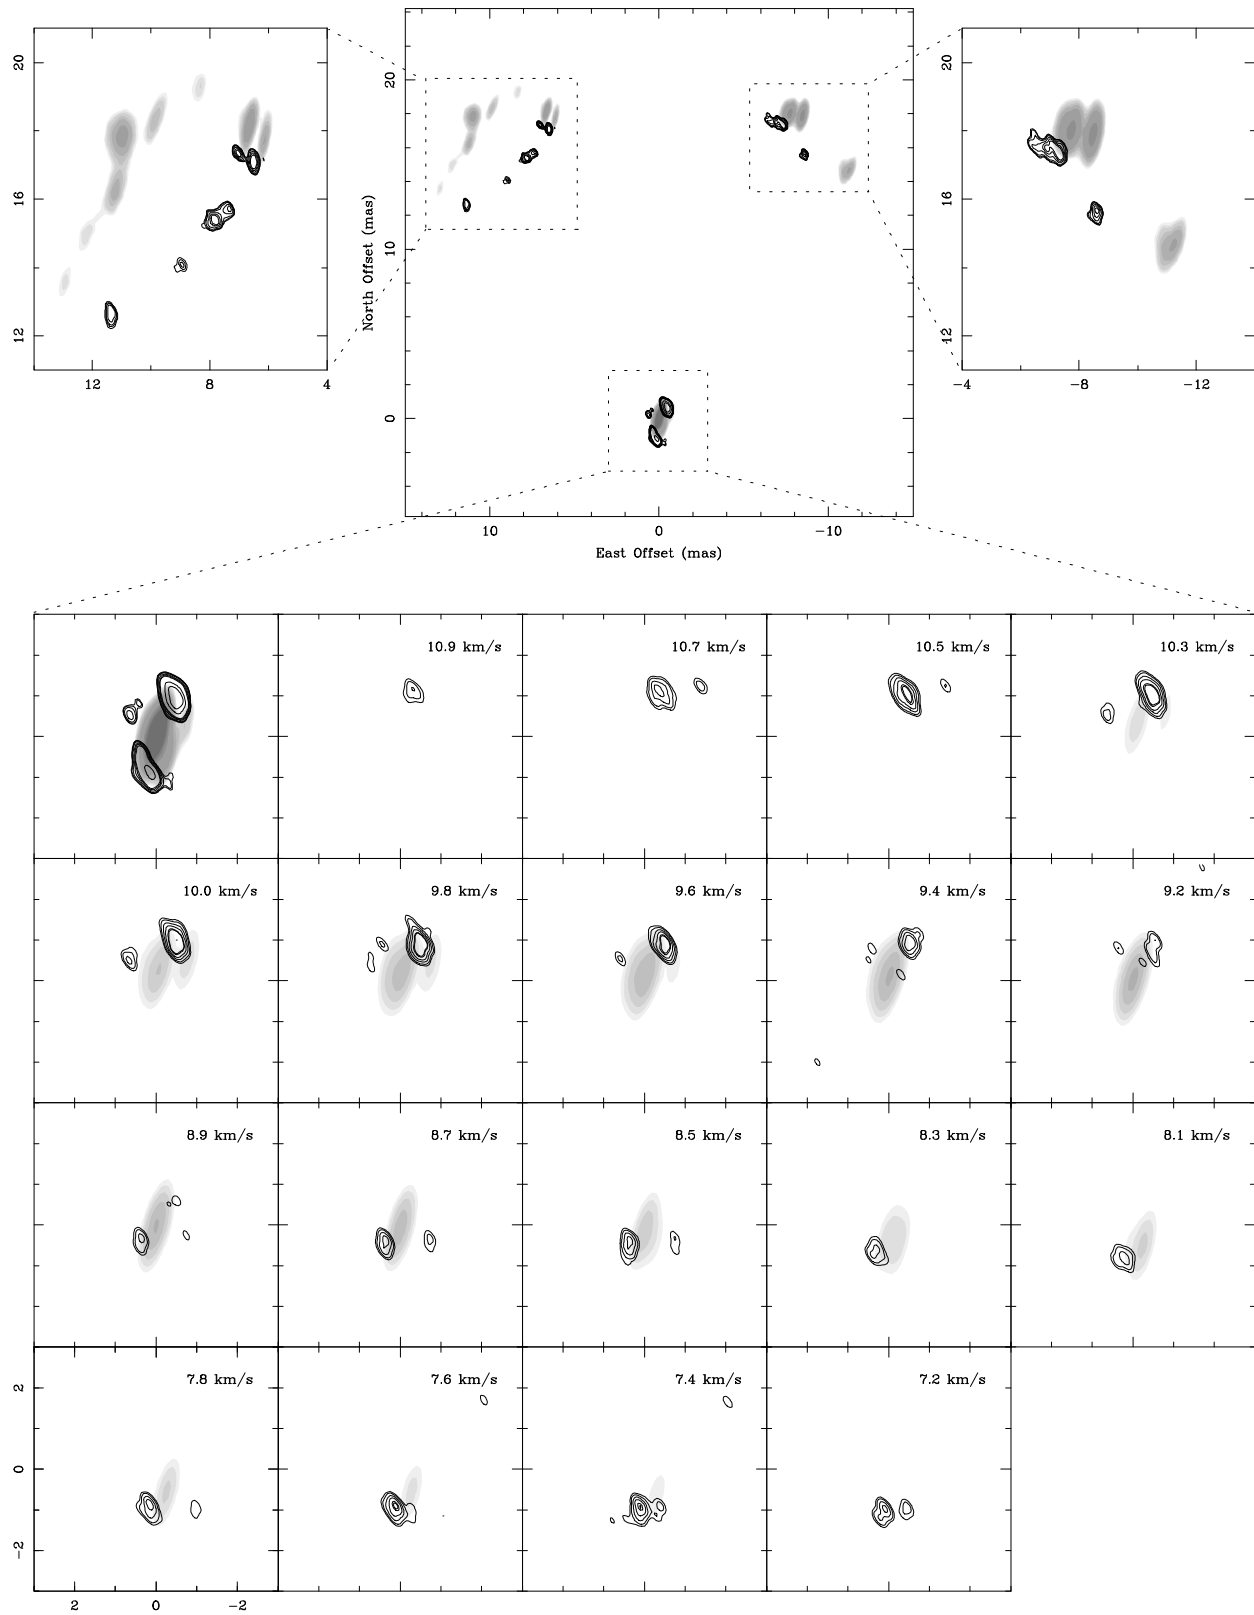 20
16
12
12 8 4
North Offset (mas)
20
10
0
10 0 -10
East Offset (mas)
20
16
12
-4 -8 -12
10.9 km/s
10.7 km/s
10.5 km/s
10.3 km/s
10.0 km/s
9.8 km/s
9.6 km/s
9.4 km/s
9.2 km/s
8.9 km/s
8.7 km/s
8.5 km/s
8.3 km/s
8.1 km/s
7.8 km/s
7.6 km/s
7.4 km/s
7.2 km/s
2
0
-2
2 0 -2